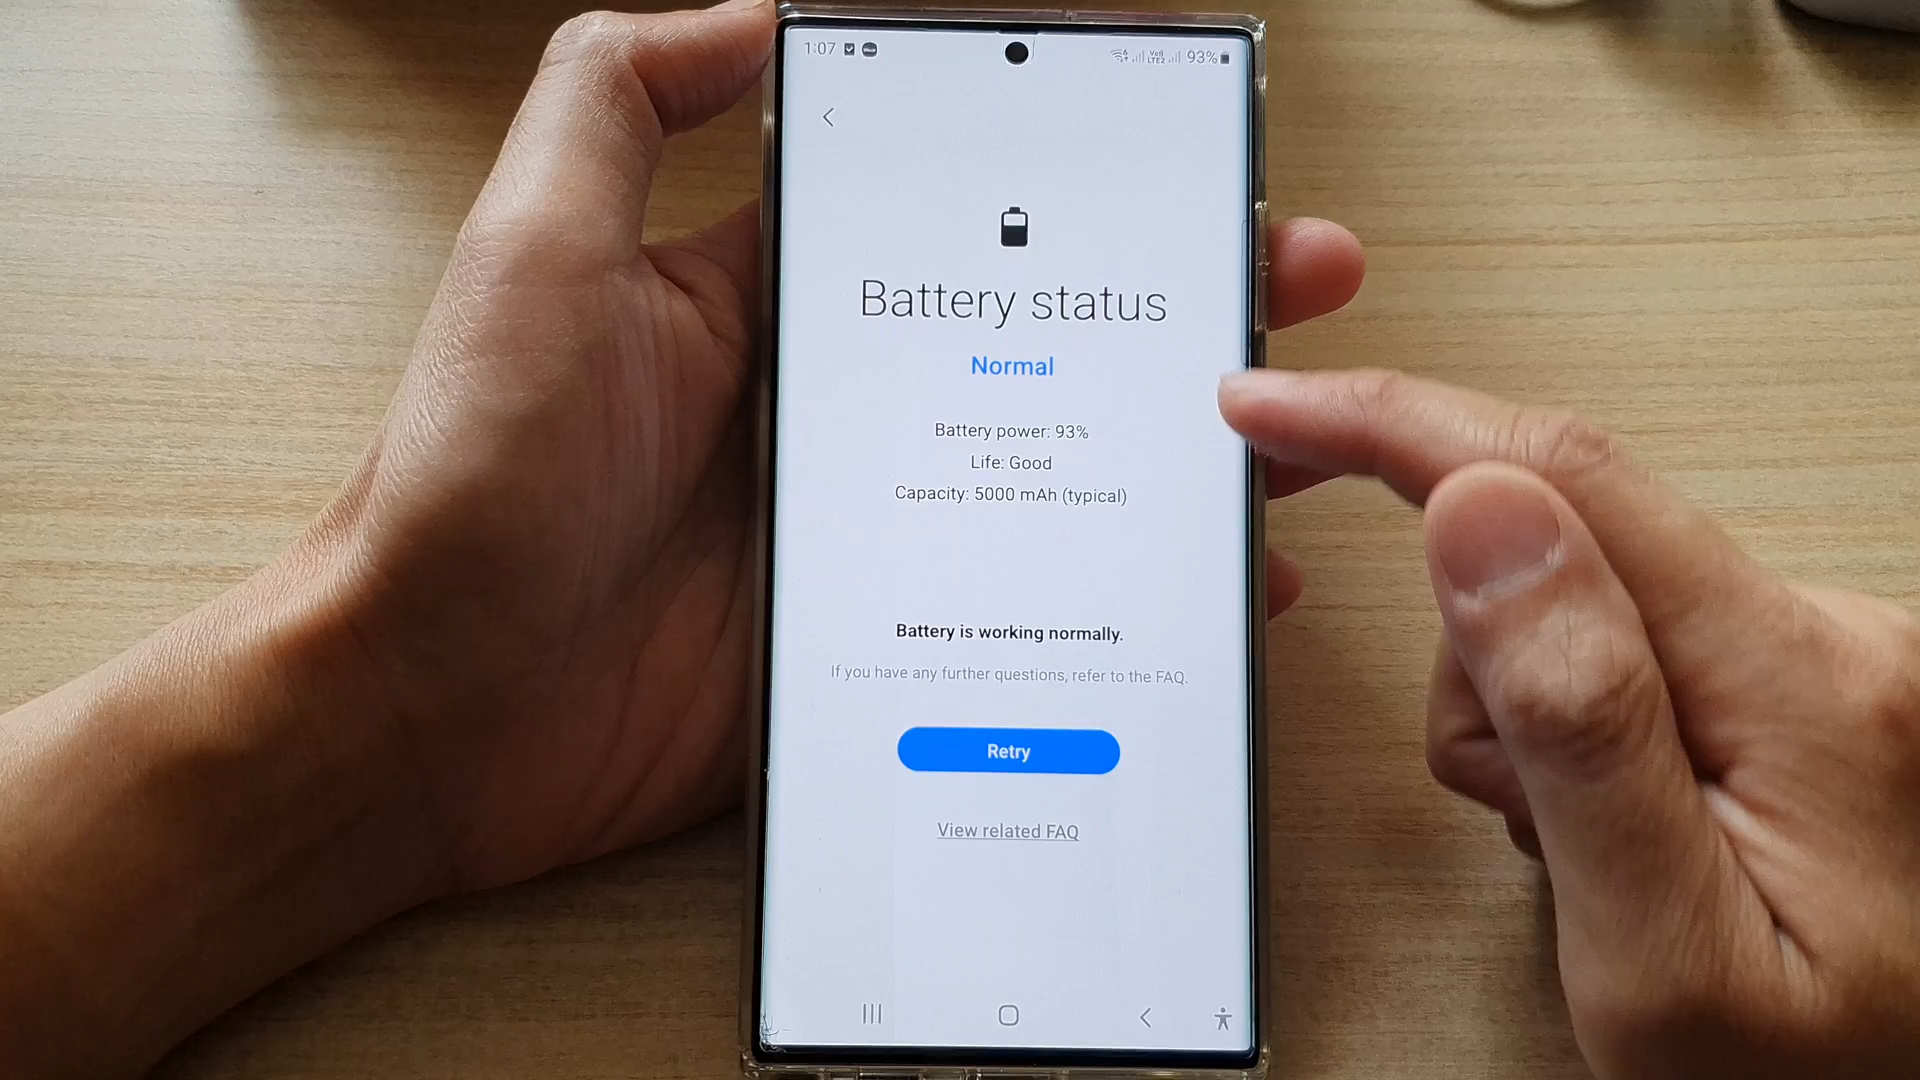 1:07 93%
Battery status
Normal
Battery power: 93%
Life: Good
Capacity: 5000 mAh (typical)
Battery is working normally.
If you have any further questions, refer to the FAQ.
Retry
View related FAQ